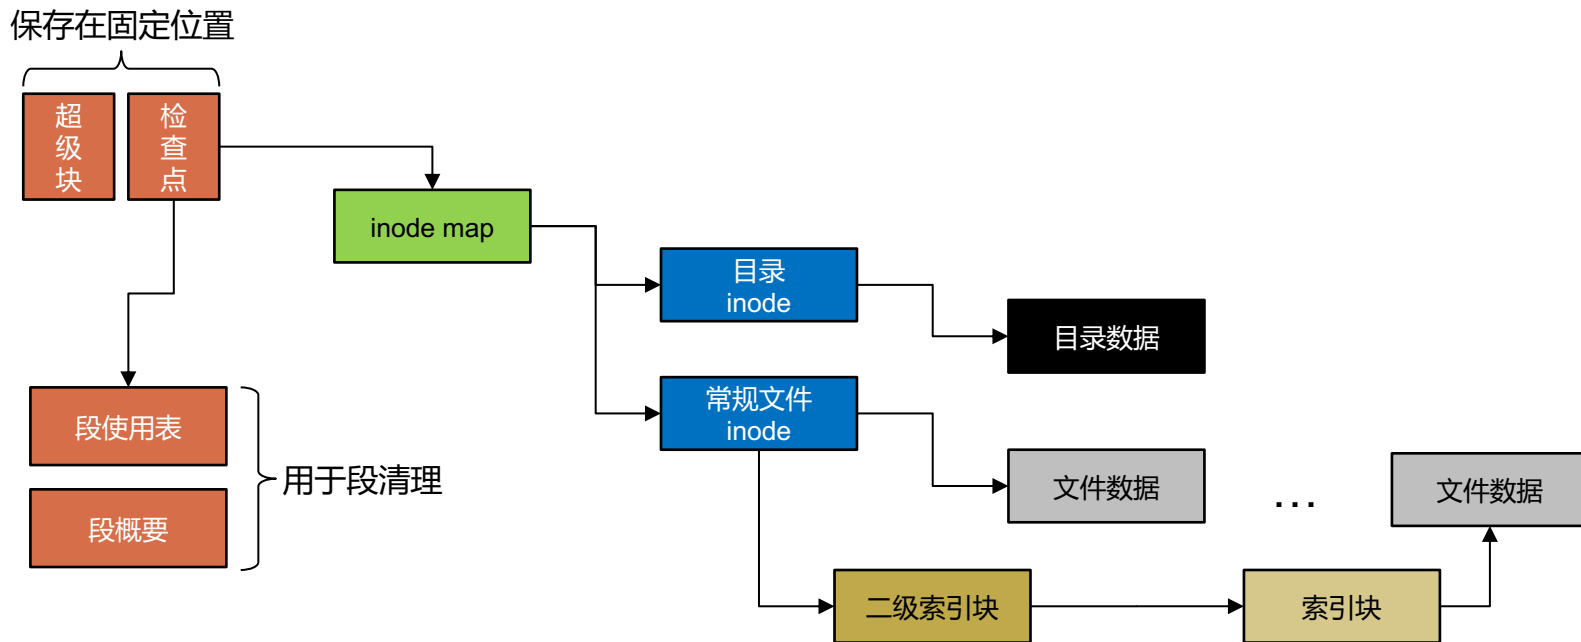 保存在固定位置
超
级
块
检
查
点
inode map
目录
inode
目录数据
常规文件
inode
段使用表
用于段清理
段概要
文件数据
...
文件数据
二级索引块
索引块